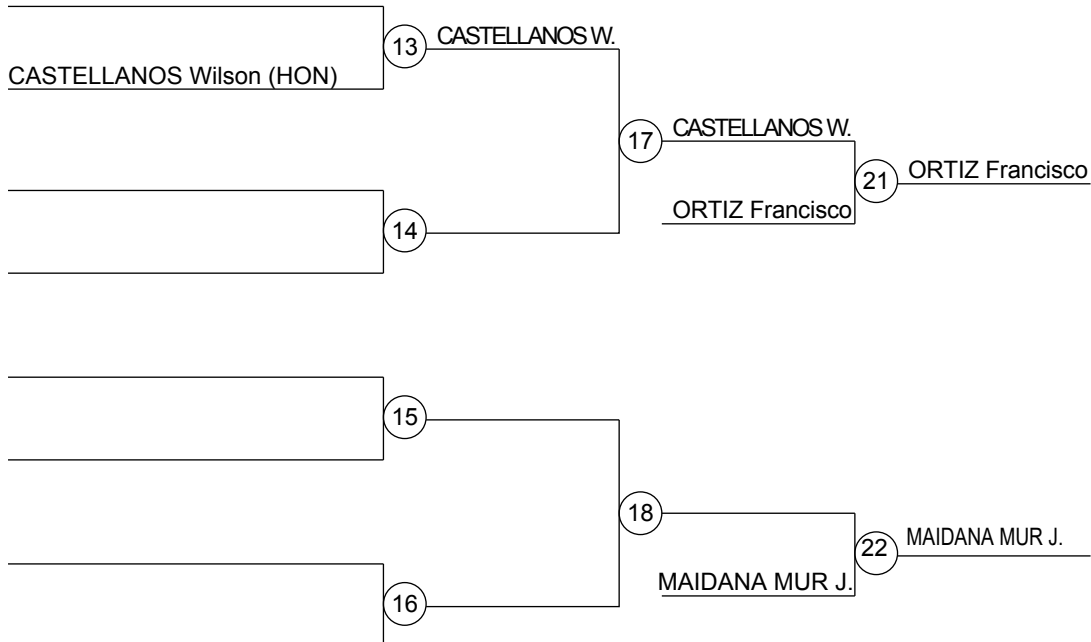 13 CASTELLANOS W.
CASTELLANOS Wilson (HON)
17 CASTELLANOS W.
21 ORTIZ Francisco
ORTIZ Francisco
14
15
18
22 MAIDANA MUR J.
MAIDANA MUR J.
16